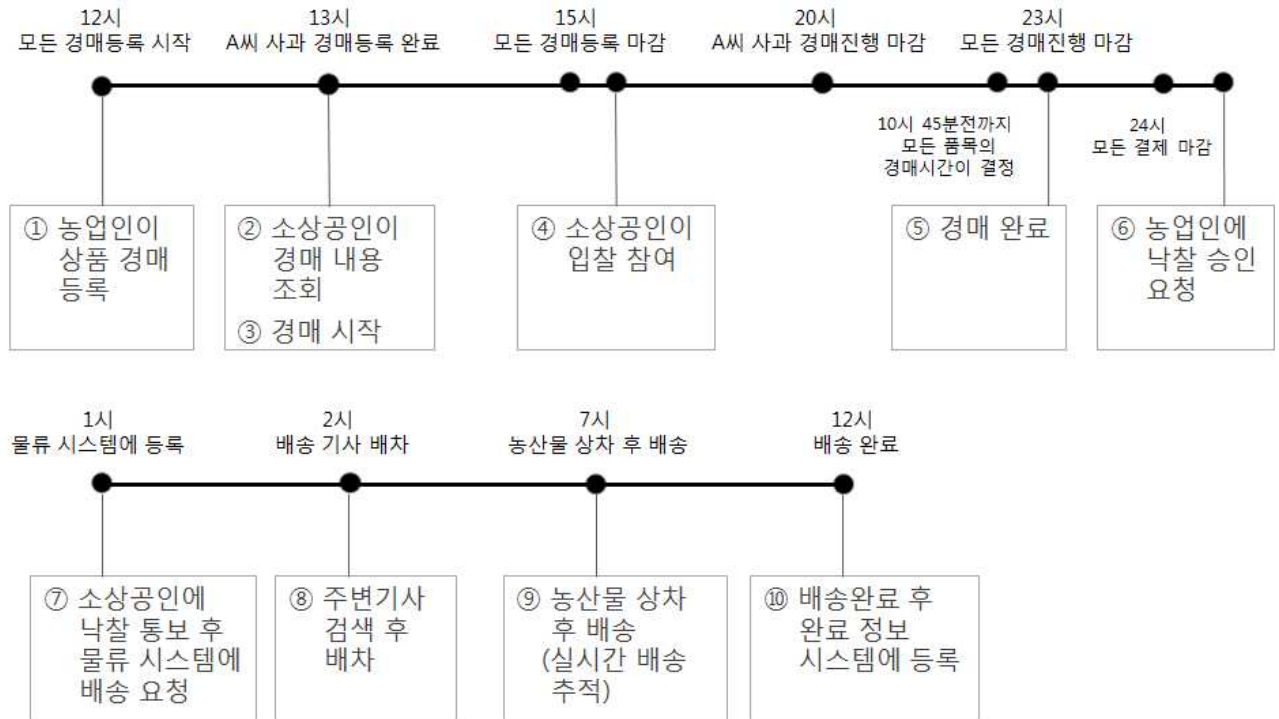 12시
모든 경매등록 시작
13시
A씨 사과 경매등록 완료
15시
모든 경매등록 마감
20시
A씨 사과 경매진행 마감
23시
모든 경매진행 마감
10시 45분전까지
모든 품목의
경매시간이 결정
24시
모든 결제 마감
① 농업인이
상품 경매
등록
② 소상공인이
경매 내용
조회
③ 경매 시작
④ 소상공인이
입찰 참여
⑤ 경매 완료
⑥ 농업인에
낙찰 승인
요청
1시
물류 시스템에 등록
2시
배송 기사 배차
7시
농산물 상차 후 배송
12시
배송 완료
⑦ 소상공인에
낙찰 통보 후
물류 시스템에
배송 요청
⑧ 주변기사
검색 후
배차
⑨ 농산물 상차
후 배송
(실시간 배송
추적)
⑩ 배송완료 후
완료 정보
시스템에 등록